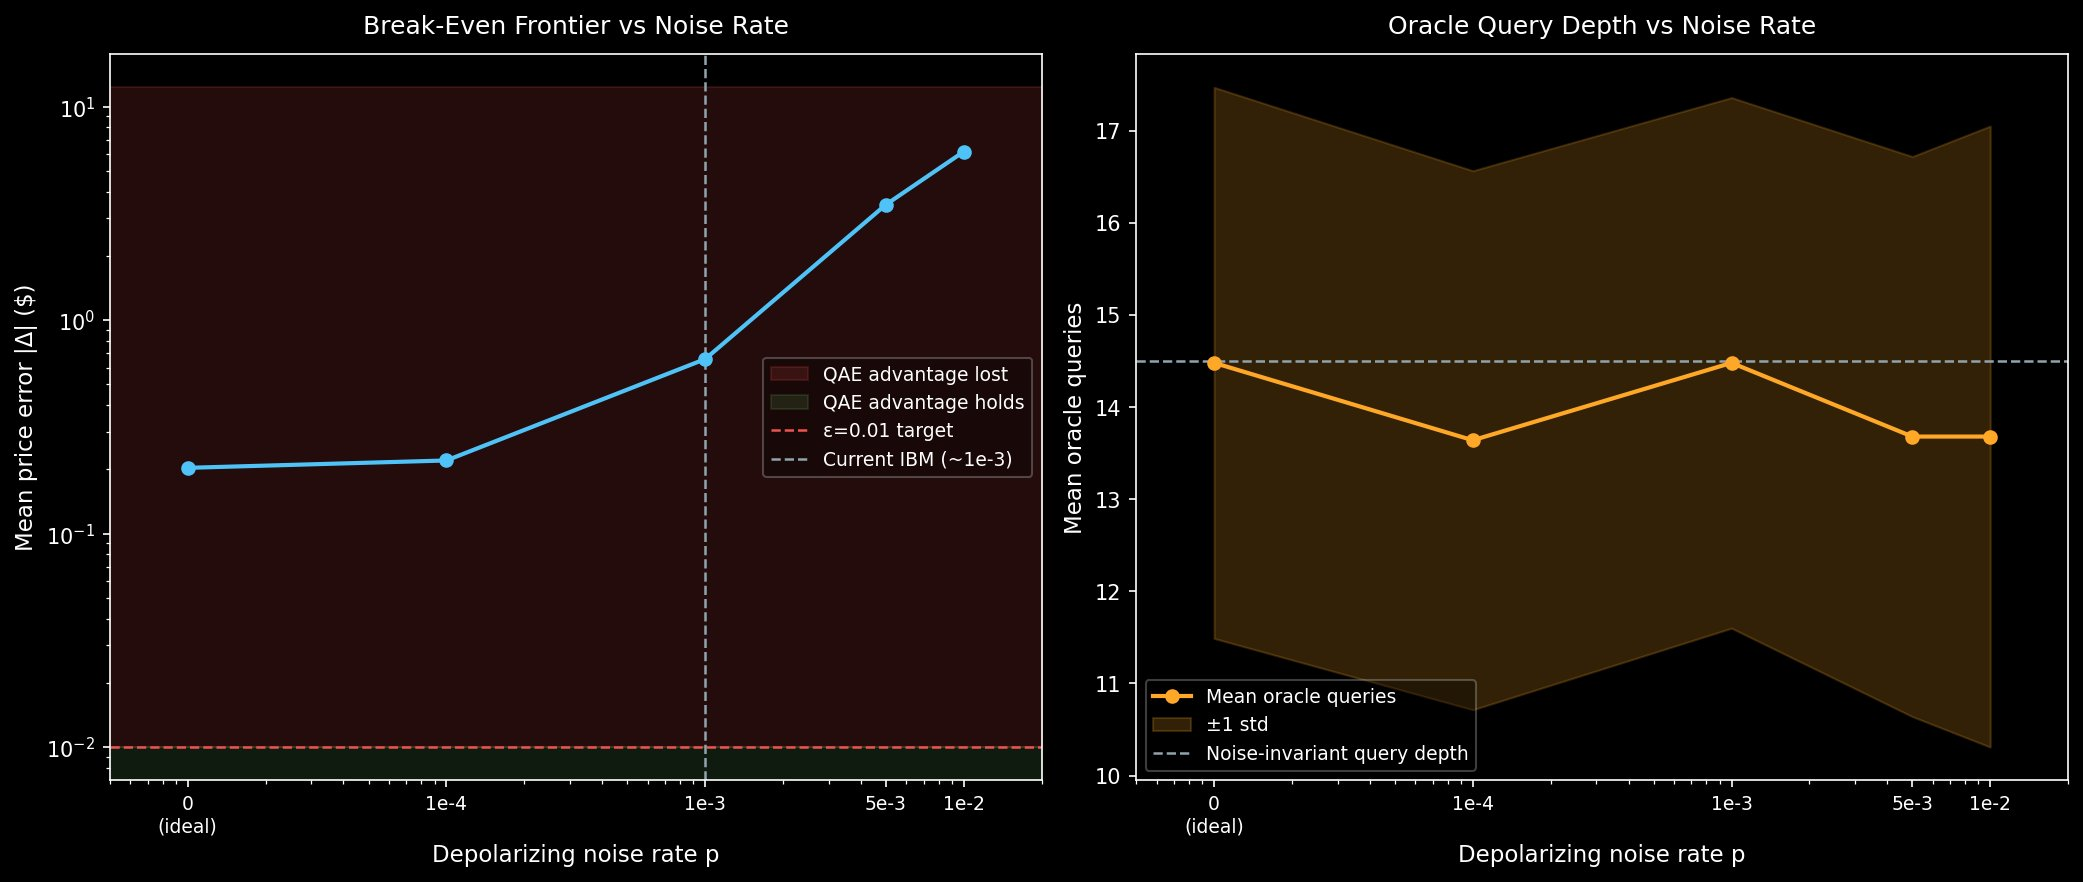 Break-Even Frontier vs Noise Rate
Mean price error |Δ| ($)
10¹
10⁰
10⁻¹
10⁻²
QAE advantage lost
QAE advantage holds
ε=0.01 target
Current IBM (~1e-3)
0
(ideal)
1e-4
1e-3
5e-3
1e-2
Depolarizing noise rate p
Oracle Query Depth vs Noise Rate
Mean oracle queries
17
16
15
14
13
12
11
10
Mean oracle queries
±1 std
Noise-invariant query depth
0
(ideal)
1e-4
1e-3
5e-3
1e-2
Depolarizing noise rate p